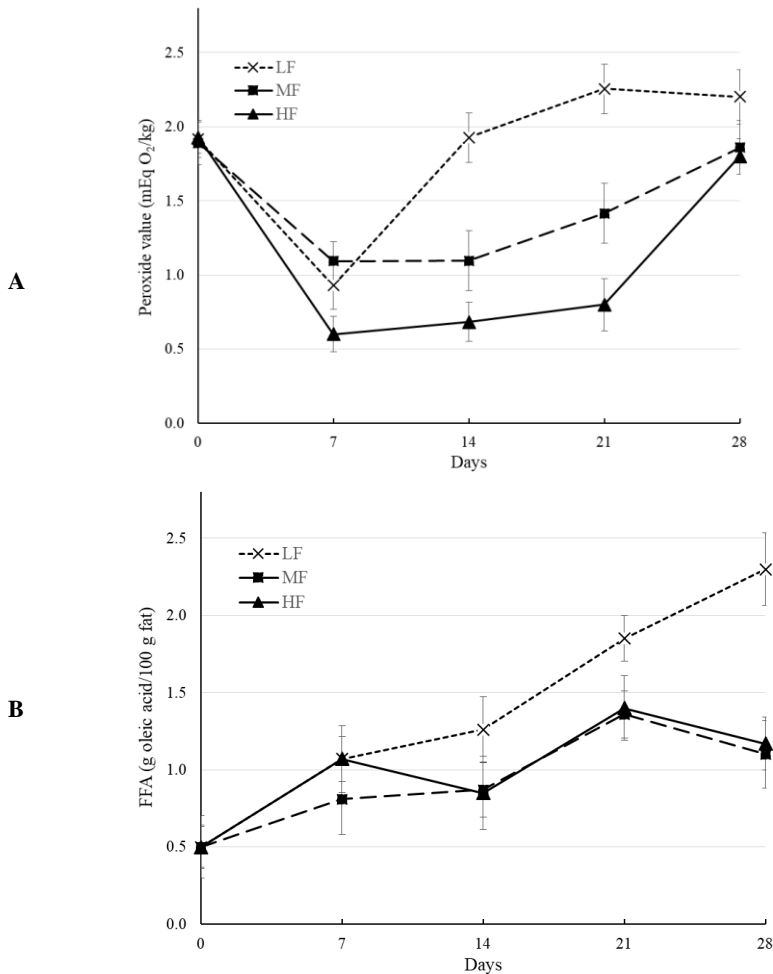 A
Peroxide value (mEq O₂/kg)
2.5
2.0
1.5
1.0
0.5
0.0
LF
MF
HF
0 7 14 21 28
Days
B
FFA (g oleic acid/100 g fat)
2.5
2.0
1.5
1.0
0.5
0.0
LF
MF
HF
0 7 14 21 28
Days